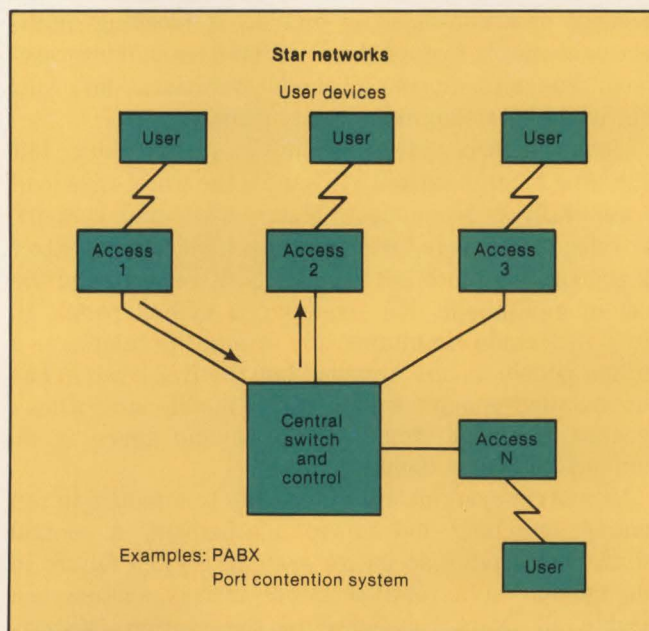 Star networks
User devices
User
User
User
Access
1
Access
2
Access
3
Central
switch
and
control
Access
N
User
Examples: PABX
Port contention system